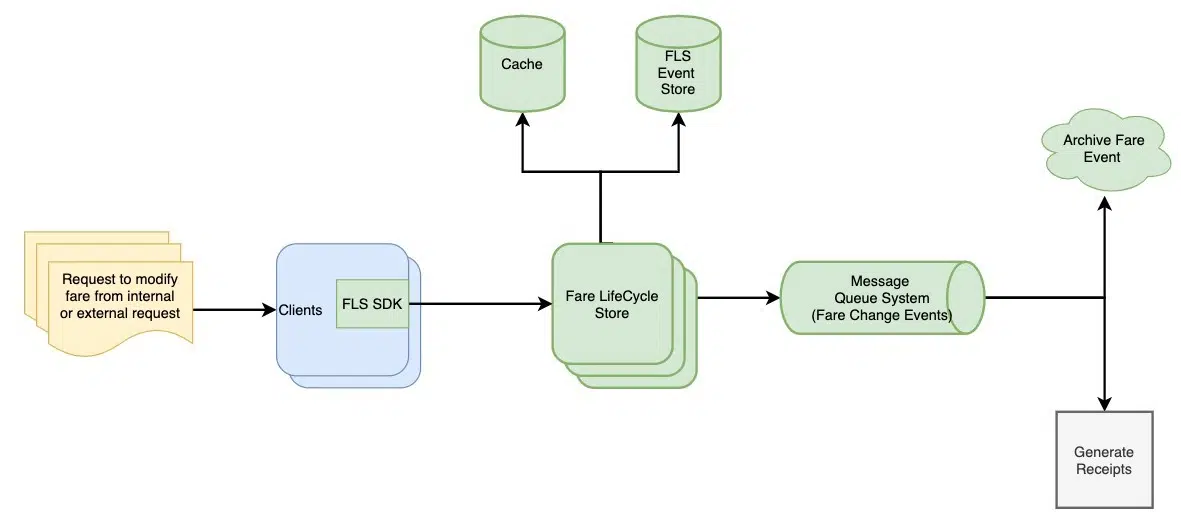 Cache
FLS
Event
Store
Archive Fare
Event
Request to modify
fare from internal
or external request
Clients
FLS SDK
Fare LifeCycle
Store
Message
Queue System
(Fare Change Events)
Generate
Receipts